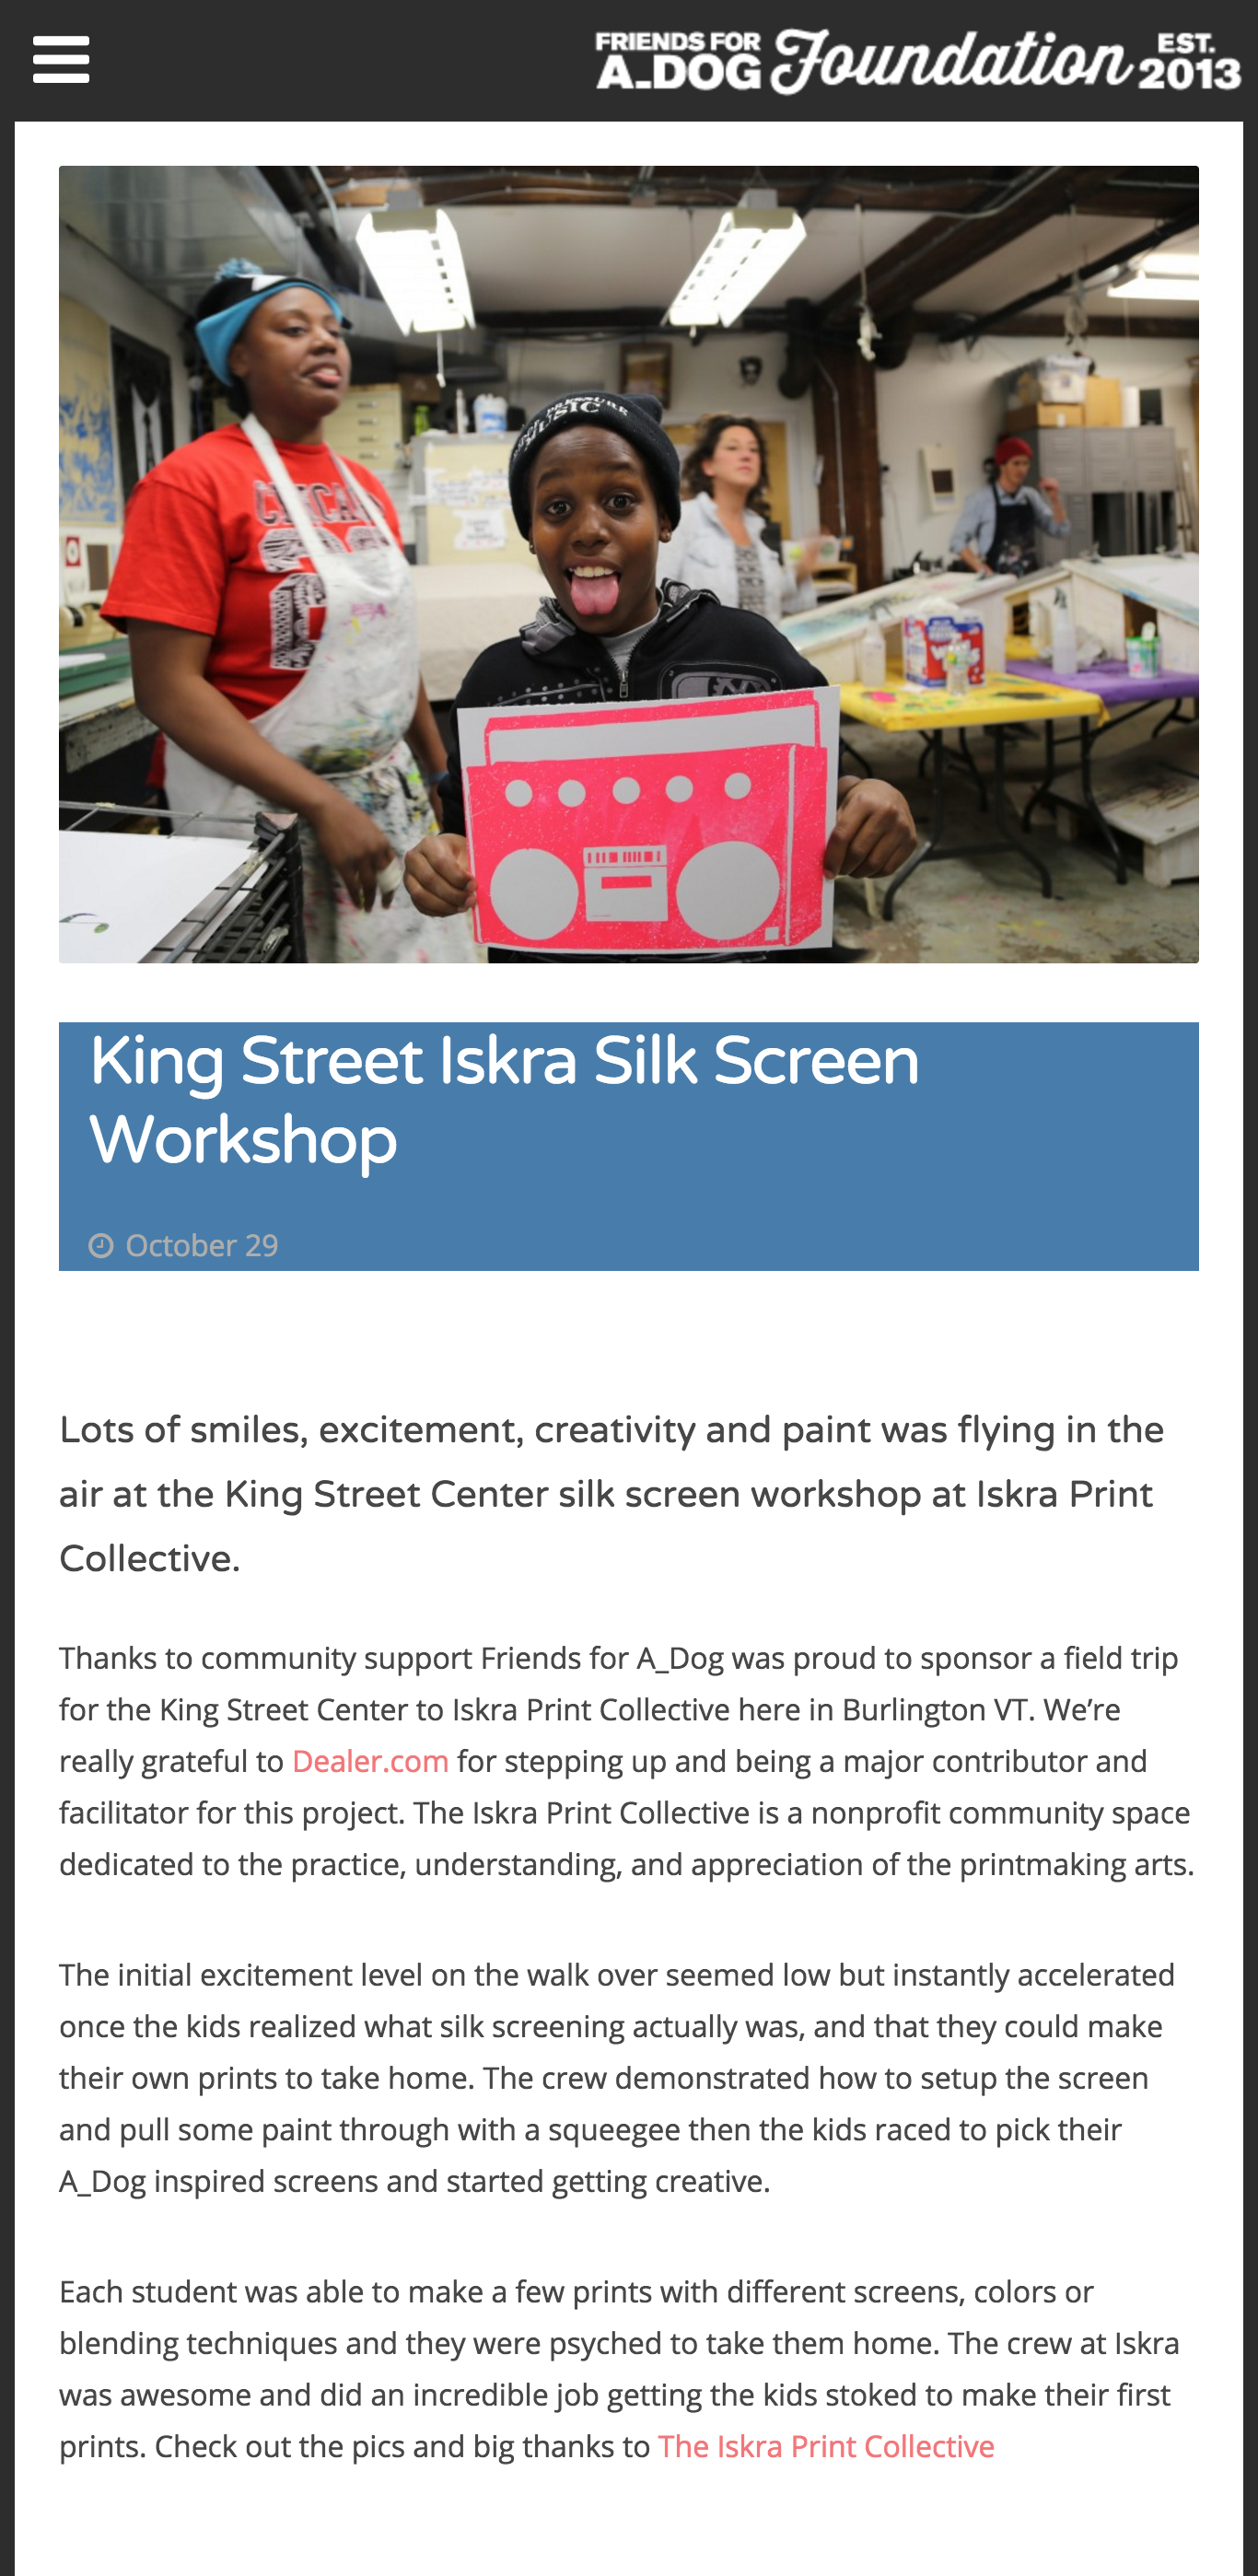 FRIENDS FOR
A_DOG Foundation EST. 2013
PRESSURE
MUSIC
King Street Iskra Silk Screen
Workshop
October 29
Lots of smiles, excitement, creativity and paint was flying in the
air at the King Street Center silk screen workshop at Iskra Print
Collective.
Thanks to community support Friends for A_Dog was proud to sponsor a field trip
for the King Street Center to Iskra Print Collective here in Burlington VT. We’re
really grateful to Dealer.com for stepping up and being a major contributor and
facilitator for this project. The Iskra Print Collective is a nonprofit community space
dedicated to the practice, understanding, and appreciation of the printmaking arts.
The initial excitement level on the walk over seemed low but instantly accelerated
once the kids realized what silk screening actually was, and that they could make
their own prints to take home. The crew demonstrated how to setup the screen
and pull some paint through with a squeegee then the kids raced to pick their
A_Dog inspired screens and started getting creative.
Each student was able to make a few prints with different screens, colors or
blending techniques and they were psyched to take them home. The crew at Iskra
was awesome and did an incredible job getting the kids stoked to make their first
prints. Check out the pics and big thanks to The Iskra Print Collective